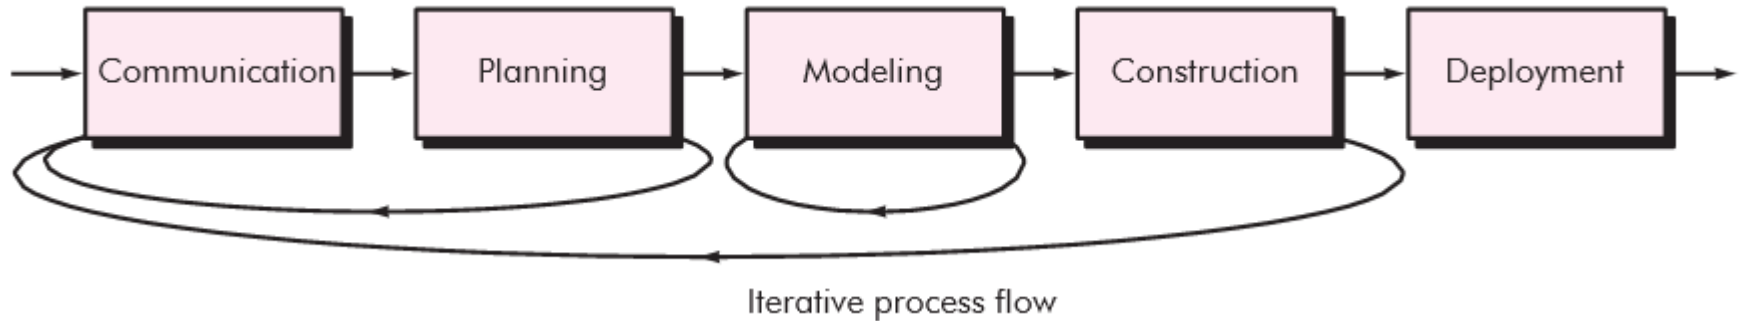 Communication
Planning
Modeling
Construction
Deployment
Iterative process flow